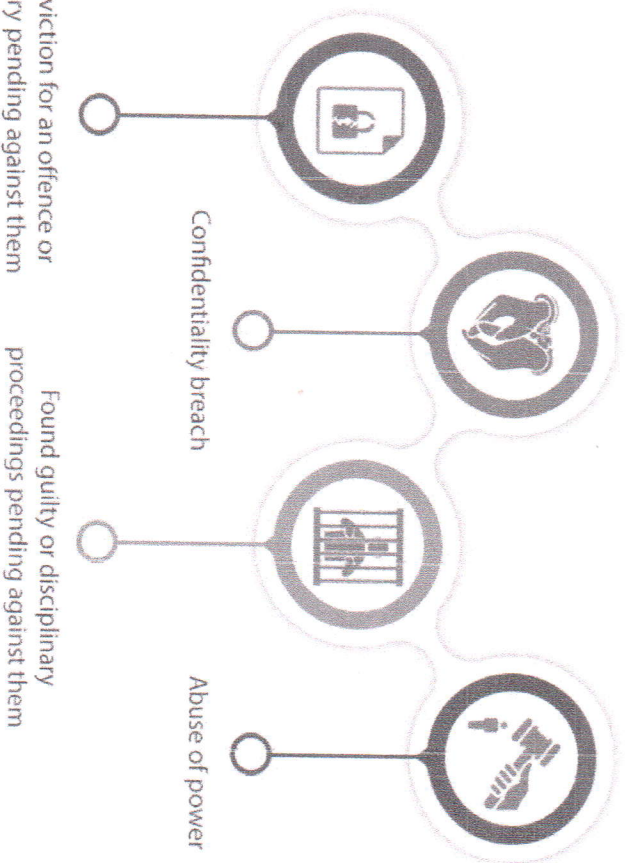 viction for an offence or
ry pending against them
Confidentiality breach
Found guilty or disciplinary
proceedings pending against them
Abuse of power